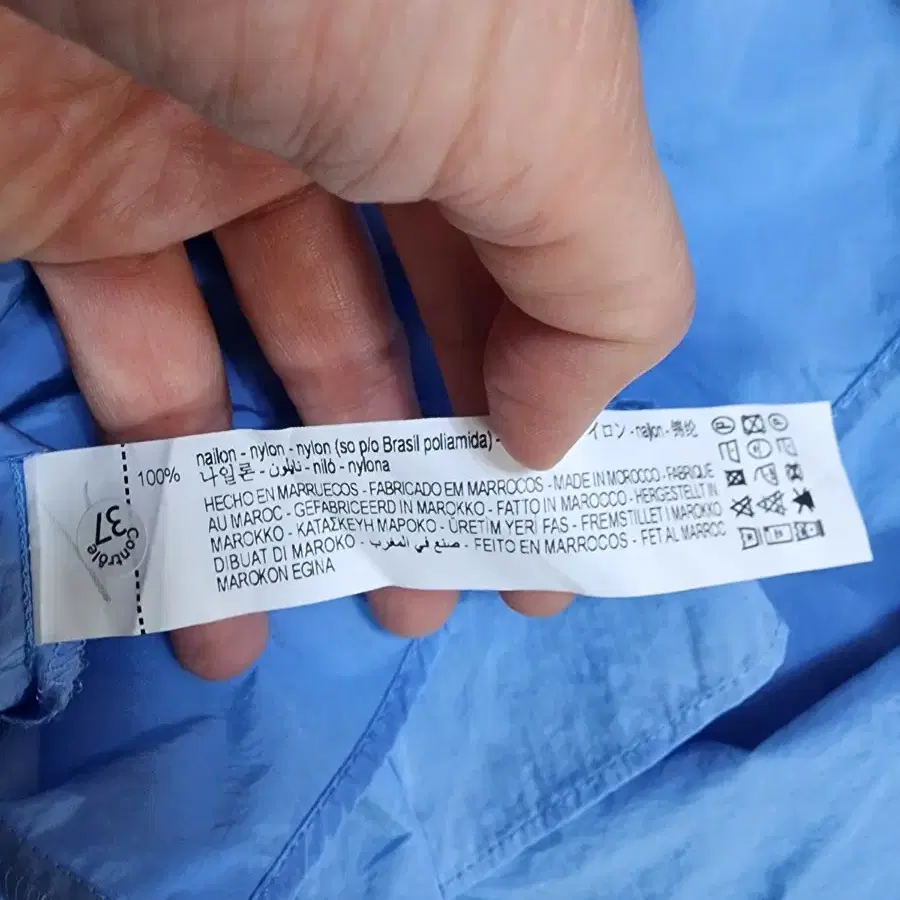 100% nailon - nylon - nylon (so p/o Brasil poliamida) - イロン - najlon - 锦纶
나일론 - نايلون - niló - nylona
HECHO EN MARRUECOS - FABRICADO EM MARROCOS - MADE IN MOROCCO - FABRIQUE
AU MAROC - GEFABRICEERD IN MAROKKO - FATTO IN MAROCCO - HERGESTELLT IN
MAROKKO - ΚΑΤΑΣΚΕΥΗ ΜΑΡΟΚΟ - ÜRETİM YERİ FAS - FREMSTILLET I MAROKKO
DIBUAT DI MAROKO - صنع في المغرب - FEITO EN MARROCOS - FET AL MARROC
MAROKON EGINA
37
Contrôle